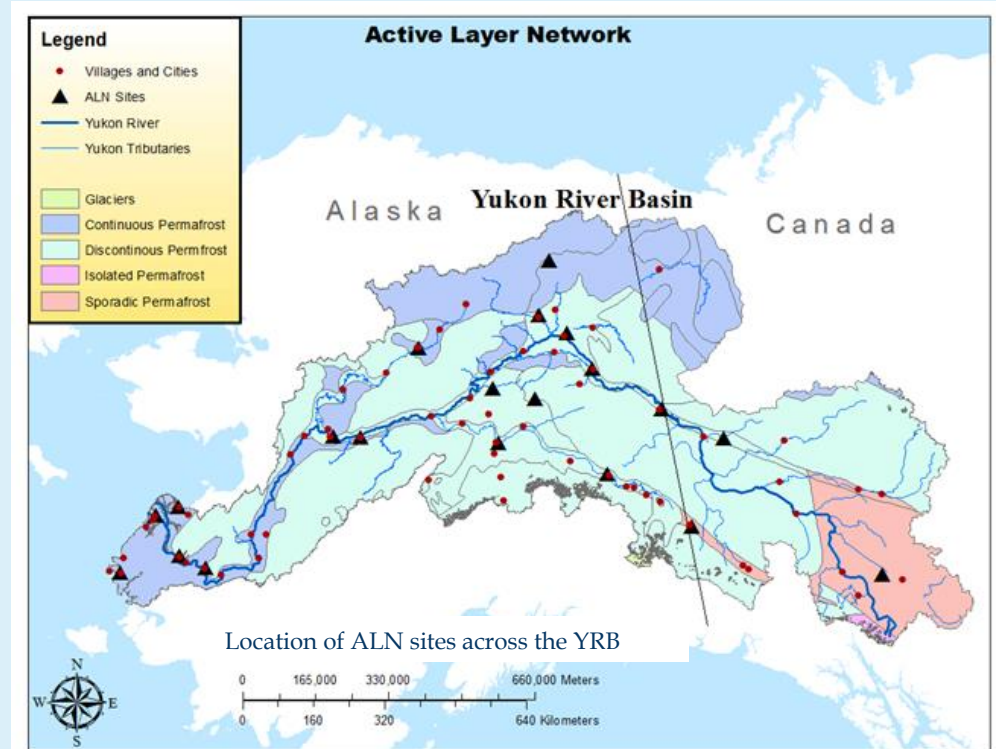 Active Layer Network
Legend
Villages and Cities
ALN Sites
Yukon River
Yukon Tributaries
Glaciers
Continuous Permafrost
Discontinous Permfrost
Isolated Permafrost
Sporadic Permafrost
Alaska
Yukon River Basin
Canada
Location of ALN sites across the YRB
0 165,000 330,000 660,000 Meters
0 160 320 640 Kilometers
N
W E
S